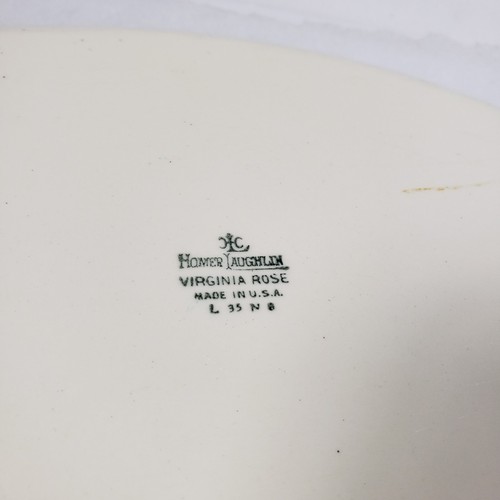 HLC
HOMER LAUGHLIN
VIRGINIA ROSE
MADE IN U.S.A.
L 35 N 8